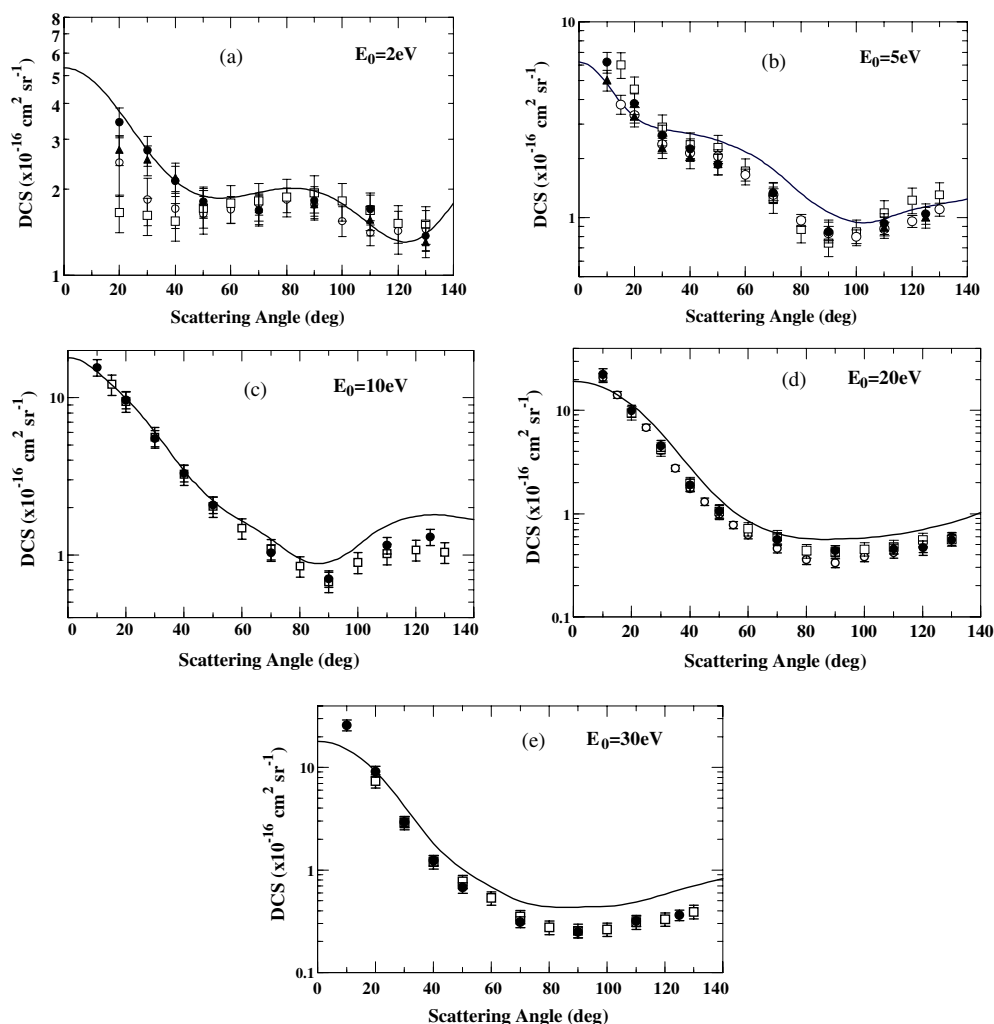 (a)
E0=2eV
DCS (x10-16 cm2 sr-1)
8
7
6
5
4
3
2
1
0 20 40 60 80 100 120 140
Scattering Angle (deg)
(b)
E0=5eV
DCS (x10-16 cm2 sr-1)
10
1
0 20 40 60 80 100 120 140
Scattering Angle (deg)
(c)
E0=10eV
DCS (x10-16 cm2 sr-1)
10
1
0 20 40 60 80 100 120 140
Scattering Angle (deg)
(d)
E0=20eV
DCS (x10-16 cm2 sr-1)
10
1
0.1
0 20 40 60 80 100 120 140
Scattering Angle (deg)
(e)
E0=30eV
DCS (x10-16 cm2 sr-1)
10
1
0.1
0 20 40 60 80 100 120 140
Scattering Angle (deg)